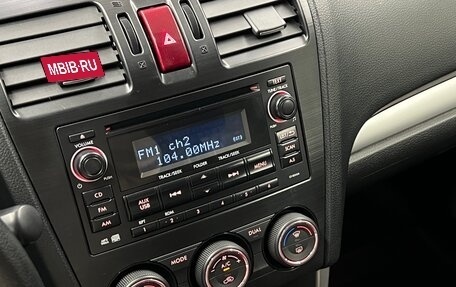 MBIB.RU
TEXT
VOLUME
TUNE/TRACK
PUSH
FM1 ch2
104.00MHz
TRACK/SEEK
FOLDER
TRACK/SEEK
MENU
SCAN
AUX
USB
CD
FM
AM
RPT
RDM
1
2
3
4
5
6
MODE
DUAL
A/C